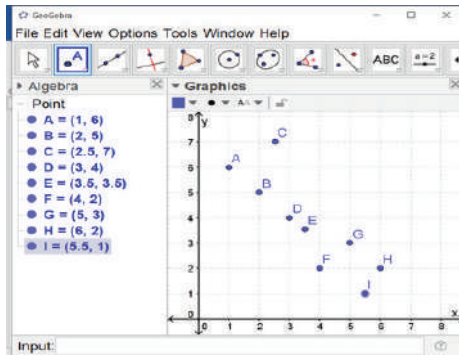 GeoGebra
File Edit View Options Tools Window Help
A
ABC
a=2
Algebra
Graphics
Point
A = (1, 6)
B = (2, 5)
C = (2.5, 7)
D = (3, 4)
E = (3.5, 3.5)
F = (4, 2)
G = (5, 3)
H = (6, 2)
I = (5.5, 1)
AA
8 y
7 C
6 A
5 B
4 D
E
3 G
2 F H
1 I
0
0 1 2 3 4 5 6 7 8 x
Input: